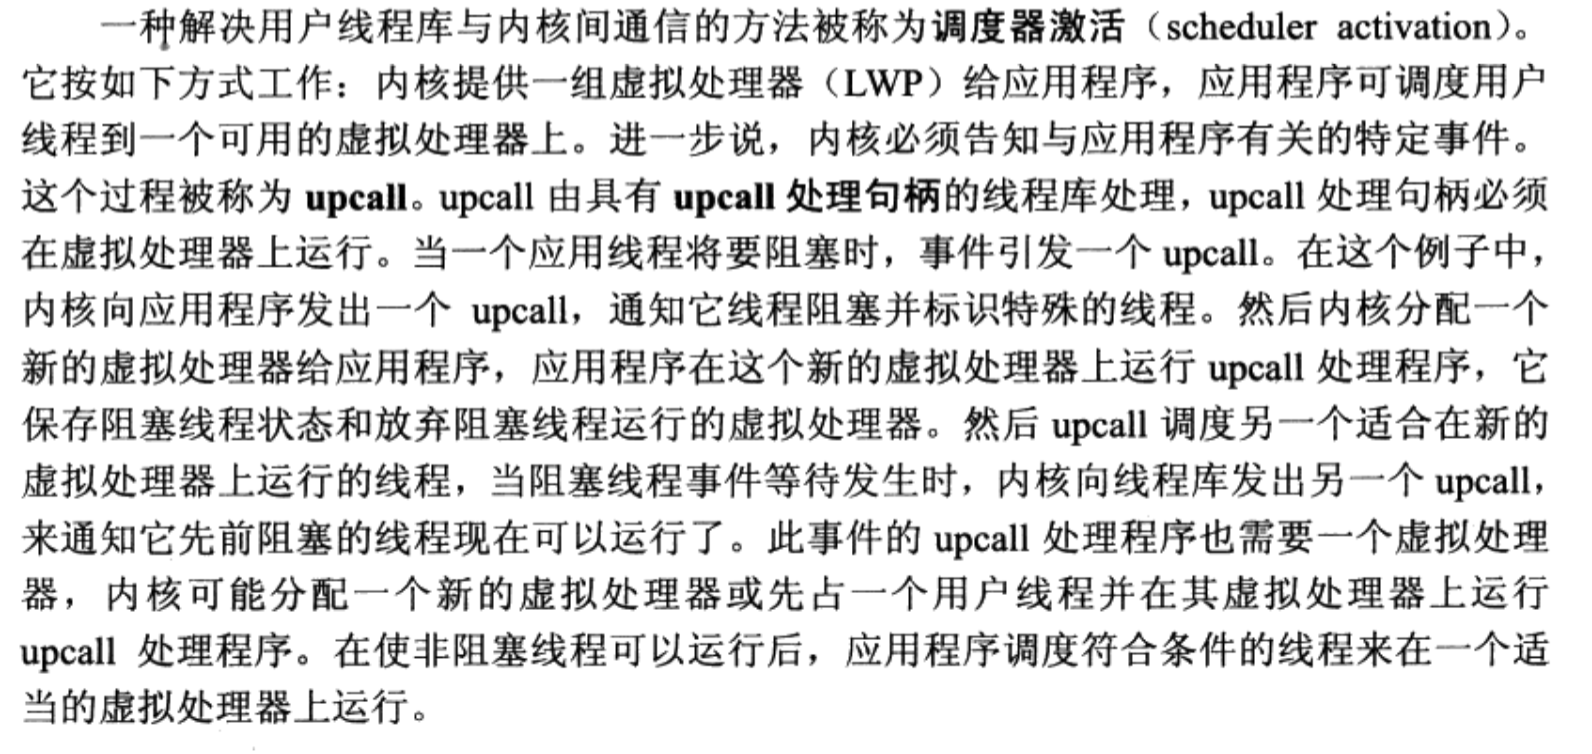 一种解决用户线程库与内核间通信的方法被称为调度器激活（scheduler activation）。
它按如下方式工作：内核提供一组虚拟处理器（LWP）给应用程序，应用程序可调度用户
线程到一个可用的虚拟处理器上。进一步说，内核必须告知与应用程序有关的特定事件。
这个过程被称为 upcall。upcall 由具有 upcall 处理句柄的线程库处理，upcall 处理句柄必须
在虚拟处理器上运行。当一个应用线程将要阻塞时，事件引发一个 upcall。在这个例子中，
内核向应用程序发出一个 upcall，通知它线程阻塞并标识特殊的线程。然后内核分配一个
新的虚拟处理器给应用程序，应用程序在这个新的虚拟处理器上运行 upcall 处理程序，它
保存阻塞线程状态和放弃阻塞线程运行的虚拟处理器。然后 upcall 调度另一个适合在新的
虚拟处理器上运行的线程，当阻塞线程事件等待发生时，内核向线程库发出另一个 upcall，
来通知它先前阻塞的线程现在可以运行了。此事件的 upcall 处理程序也需要一个虚拟处理
器，内核可能分配一个新的虚拟处理器或先占一个用户线程并在其虚拟处理器上运行
upcall 处理程序。在使非阻塞线程可以运行后，应用程序调度符合条件的线程来在一个适
当的虚拟处理器上运行。